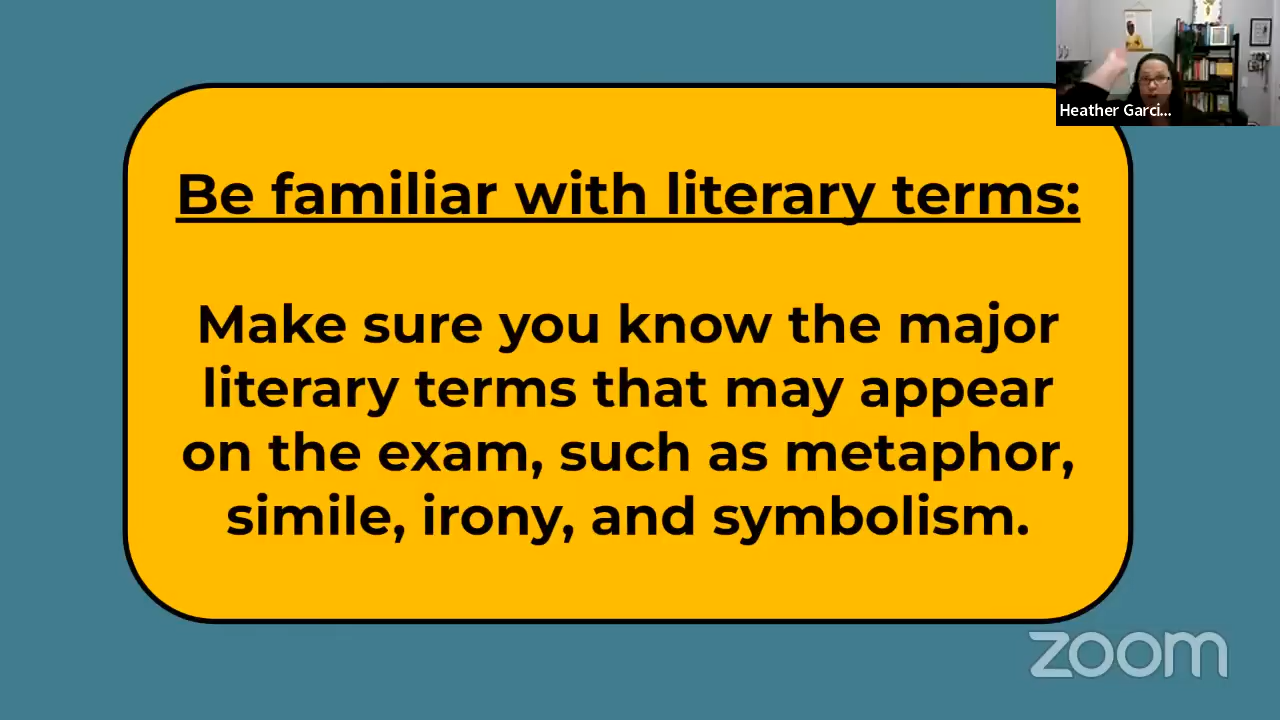 Heather Garci...
Be familiar with literary terms:
Make sure you know the major
literary terms that may appear
on the exam, such as metaphor,
simile, irony, and symbolism.
zoom